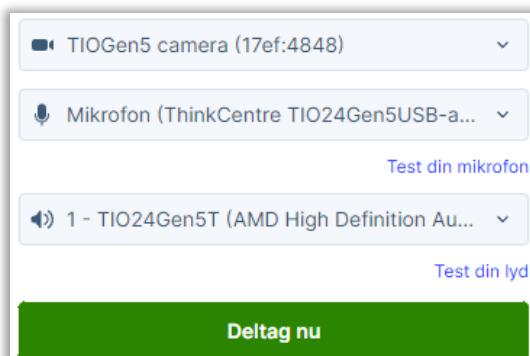 TIOGen5 camera (17ef:4848)
Mikrofon (ThinkCentre TIO24Gen5USB-a...
Test din mikrofon
1 - TIO24Gen5T (AMD High Definition Au...
Test din lyd
Deltag nu